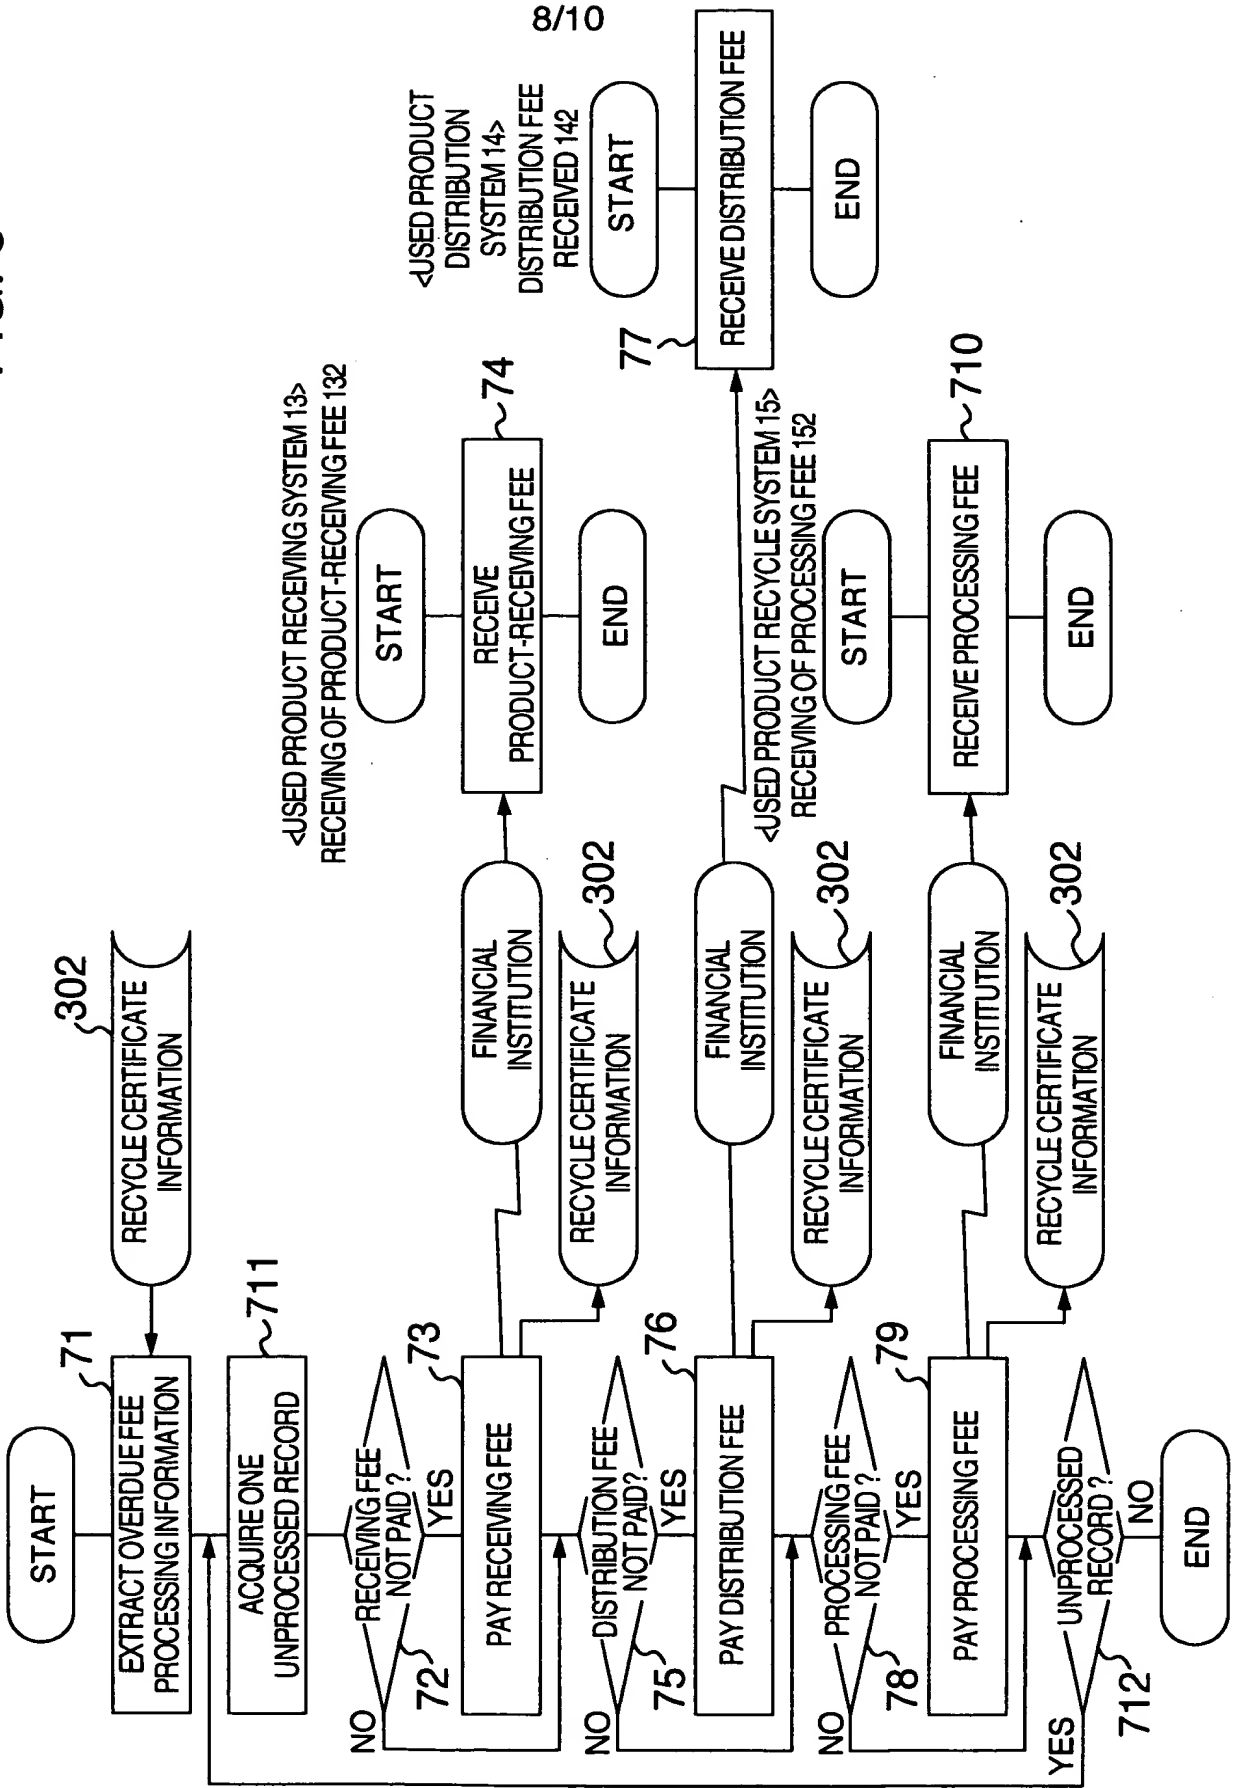 8/10
START
71
EXTRACT OVERDUE FEE
PROCESSING INFORMATION
302
RECYCLE CERTIFICATE
INFORMATION
711
ACQUIRE ONE
UNPROCESSED RECORD
RECEIVING FEE
NOT PAID?
72
NO
YES
73
PAY RECEIVING FEE
FINANCIAL
INSTITUTION
<USED PRODUCT RECEIVING SYSTEM 13>
RECEIVING OF PRODUCT-RECEIVING FEE 132
START
74
RECEIVE
PRODUCT-RECEIVING FEE
END
RECYCLE CERTIFICATE
INFORMATION
302
DISTRIBUTION FEE
NOT PAID?
75
NO
YES
76
PAY DISTRIBUTION FEE
FINANCIAL
INSTITUTION
<USED PRODUCT
DISTRIBUTION
SYSTEM 14>
DISTRIBUTION FEE
RECEIVED 142
START
77
RECEIVE DISTRIBUTION FEE
END
RECYCLE CERTIFICATE
INFORMATION
302
PROCESSING FEE
NOT PAID?
78
NO
YES
79
PAY PROCESSING FEE
FINANCIAL
INSTITUTION
<USED PRODUCT RECYCLE SYSTEM 15>
RECEIVING OF PROCESSING FEE 152
START
710
RECEIVE PROCESSING FEE
END
RECYCLE CERTIFICATE
INFORMATION
302
UNPROCESSED
RECORD?
712
YES
NO
END